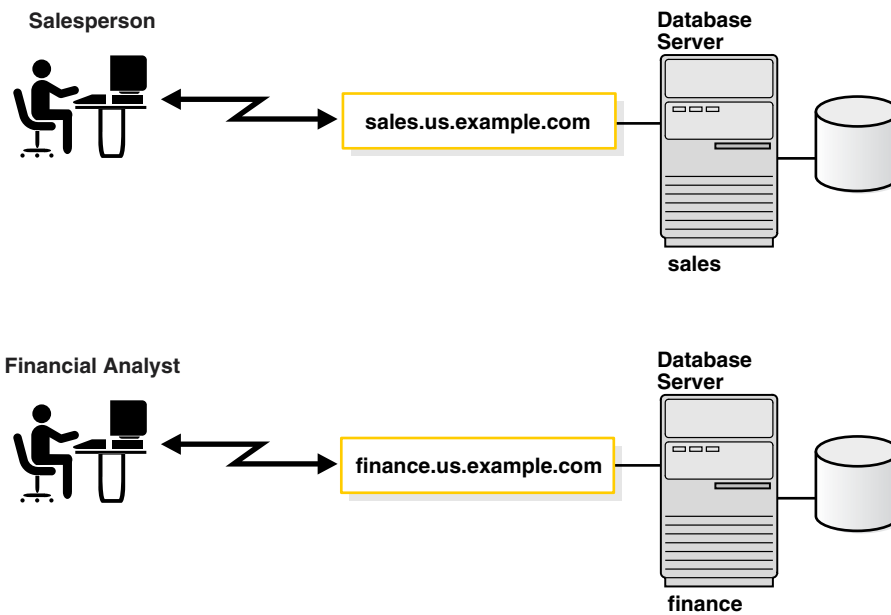 Salesperson
Database
Server
sales.us.example.com
sales
Financial Analyst
Database
Server
finance.us.example.com
finance